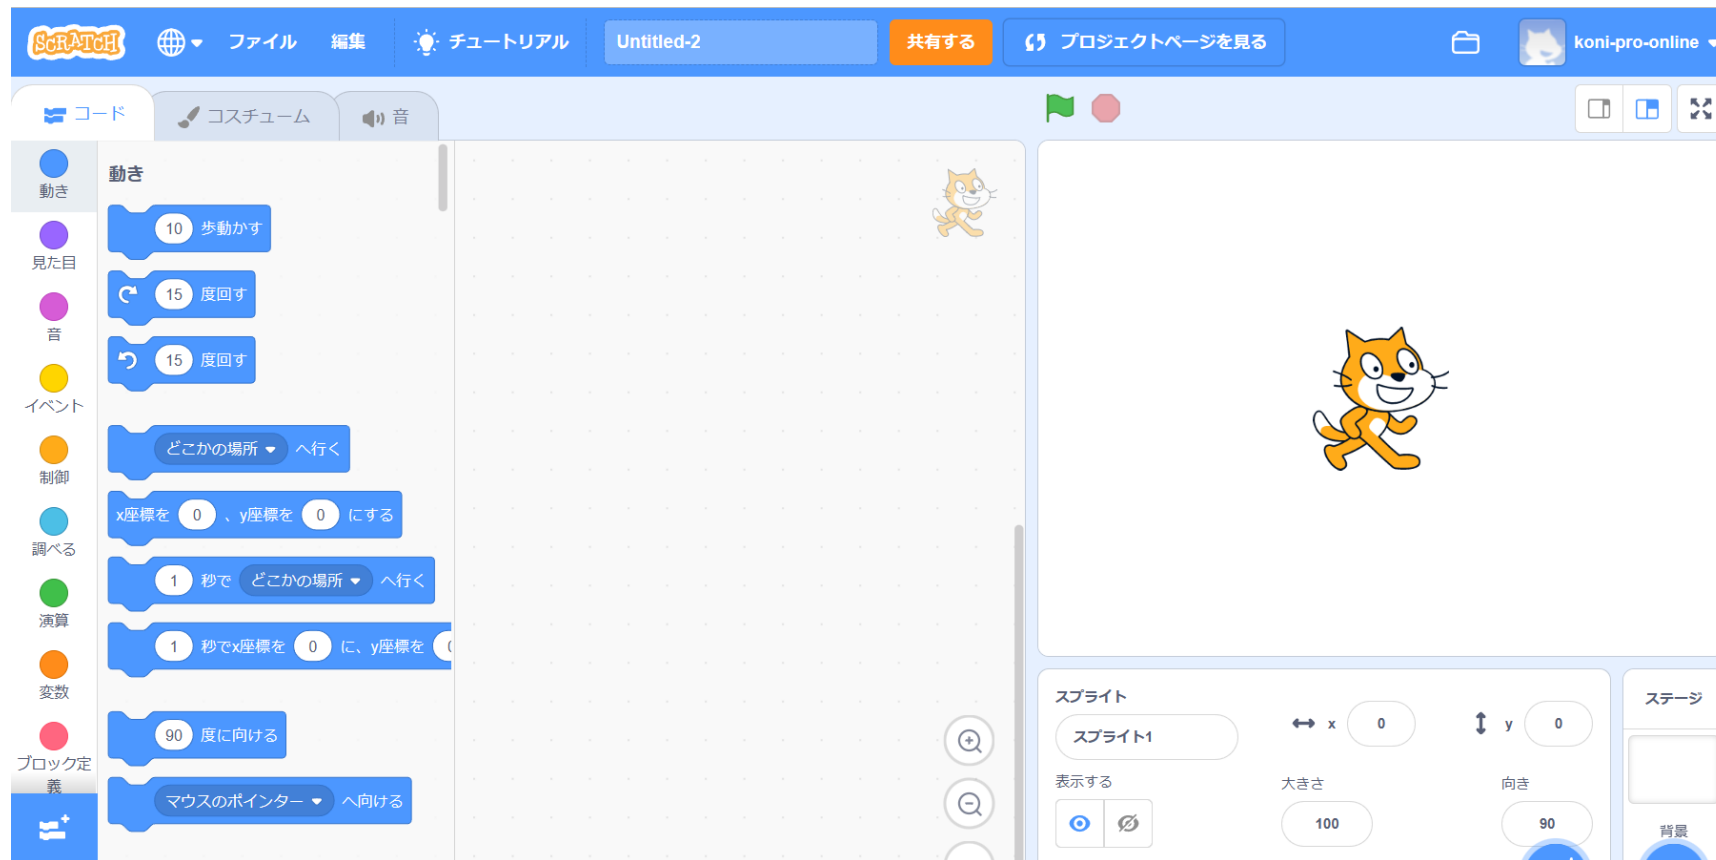 SCRATCH ファイル 編集 チュートリアル Untitled-2 共有する プロジェクトページを見る koni-pro-online
コード コスチューム 音
動き
見た目
音
イベント
制御
調べる
演算
変数
ブロック定
義
動き
10 歩動かす
15 度回す
15 度回す
どこかの場所 へ行く
x座標を 0 、y座標を 0 にする
1 秒で どこかの場所 へ行く
1 秒でx座標を 0 に、y座標を
90 度に向ける
マウスのポインター へ向ける
スプライト
スプライト1
x 0
y 0
表示する
大きさ
100
向き
90
ステージ
背景